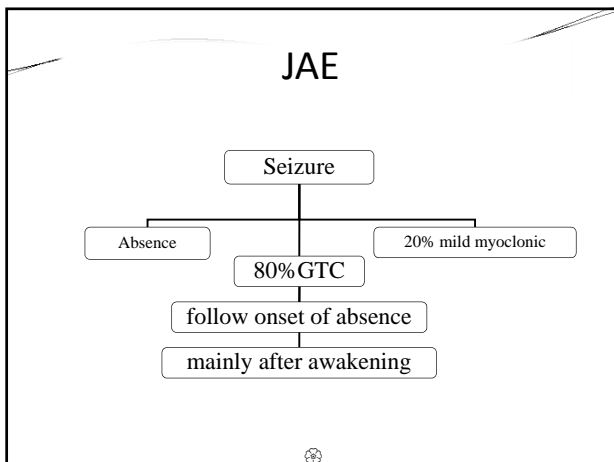 JAE
Seizure
Absence
20% mild myoclonic
80%GTC
follow onset of absence
mainly after awakening